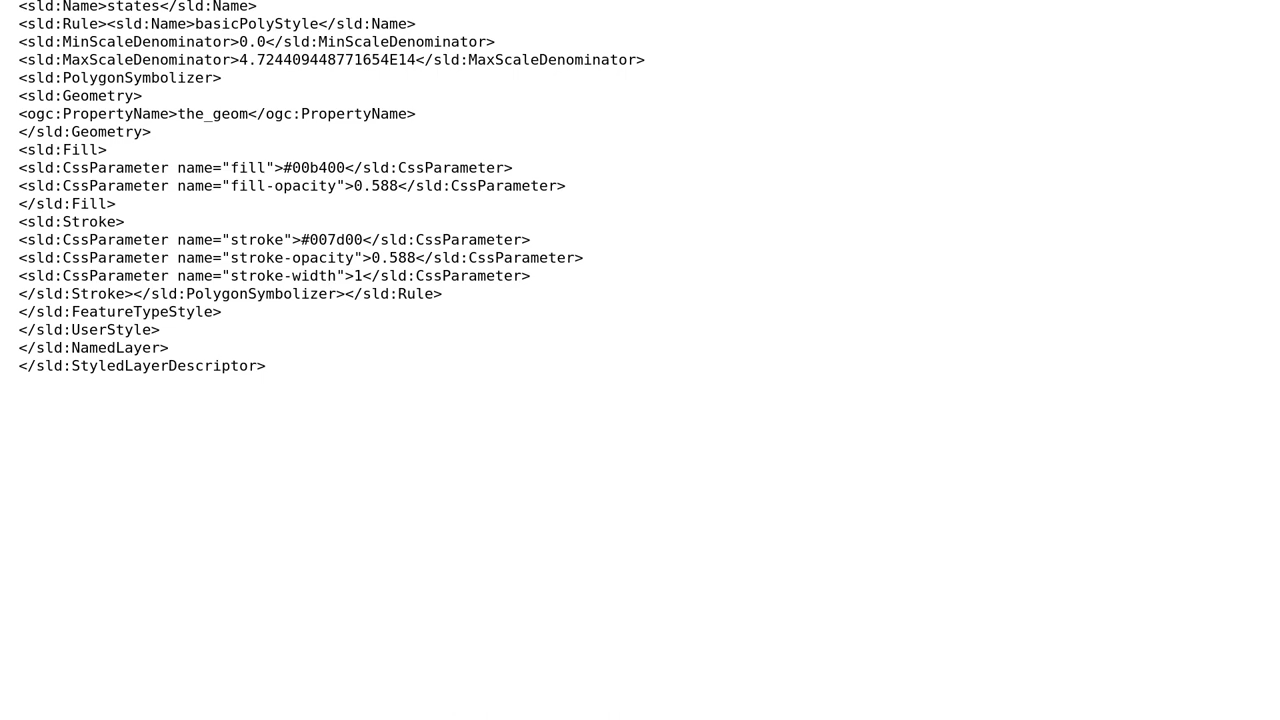 <sld:Name>states</sld:Name>
<sld:Rule><sld:Name>basicPolyStyle</sld:Name>
<sld:MinScaleDenominator>0.0</sld:MinScaleDenominator>
<sld:MaxScaleDenominator>4.724409448771654E14</sld:MaxScaleDenominator>
<sld:PolygonSymbolizer>
<sld:Geometry>
<ogc:PropertyName>the_geom</ogc:PropertyName>
</sld:Geometry>
<sld:Fill>
<sld:CssParameter name="fill">#00b400</sld:CssParameter>
<sld:CssParameter name="fill-opacity">0.588</sld:CssParameter>
</sld:Fill>
<sld:Stroke>
<sld:CssParameter name="stroke">#007d00</sld:CssParameter>
<sld:CssParameter name="stroke-opacity">0.588</sld:CssParameter>
<sld:CssParameter name="stroke-width">1</sld:CssParameter>
</sld:Stroke></sld:PolygonSymbolizer></sld:Rule>
</sld:FeatureTypeStyle>
</sld:UserStyle>
</sld:NamedLayer>
</sld:StyledLayerDescriptor>